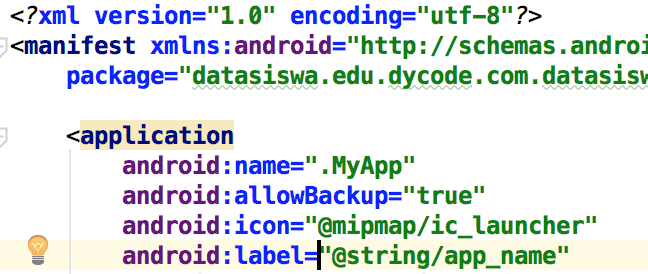 <?xml version="1.0" encoding="utf-8"?>
<manifest xmlns:android="http://schemas.androi
package="datasiswa.edu.dycode.com.datasisw
<application
android:name=".MyApp"
android:allowBackup="true"
android:icon="@mipmap/ic_launcher"
android:label="@string/app_name"